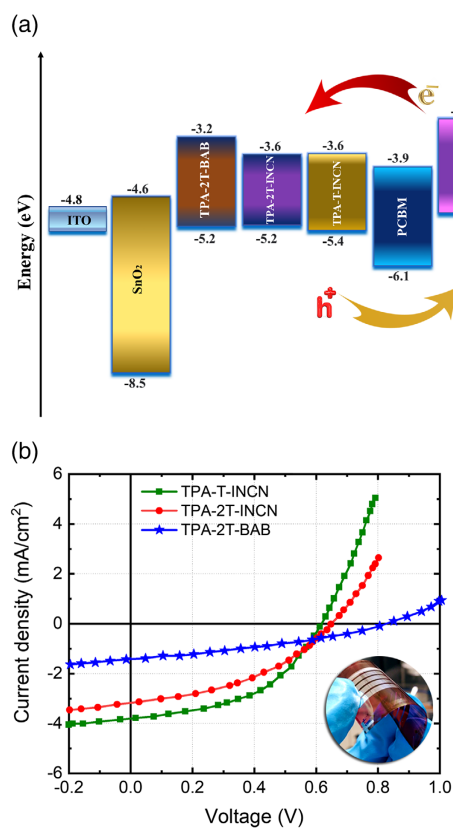 (a)
Energy (eV)
-4.8
ITO
-4.6
SnO₂
-8.5
-3.2
TPA-2T-BAB
-5.2
-3.6
TPA-2T-INCN
-5.2
-3.6
TPA-T-INCN
-5.4
-3.9
PCBM
-6.1
e⁻
h⁺
(b)
Current density (mA/cm²)
6
4
2
0
-2
-4
-6
TPA-T-INCN
TPA-2T-INCN
TPA-2T-BAB
-0.2 0.0 0.2 0.4 0.6 0.8 1.0
Voltage (V)